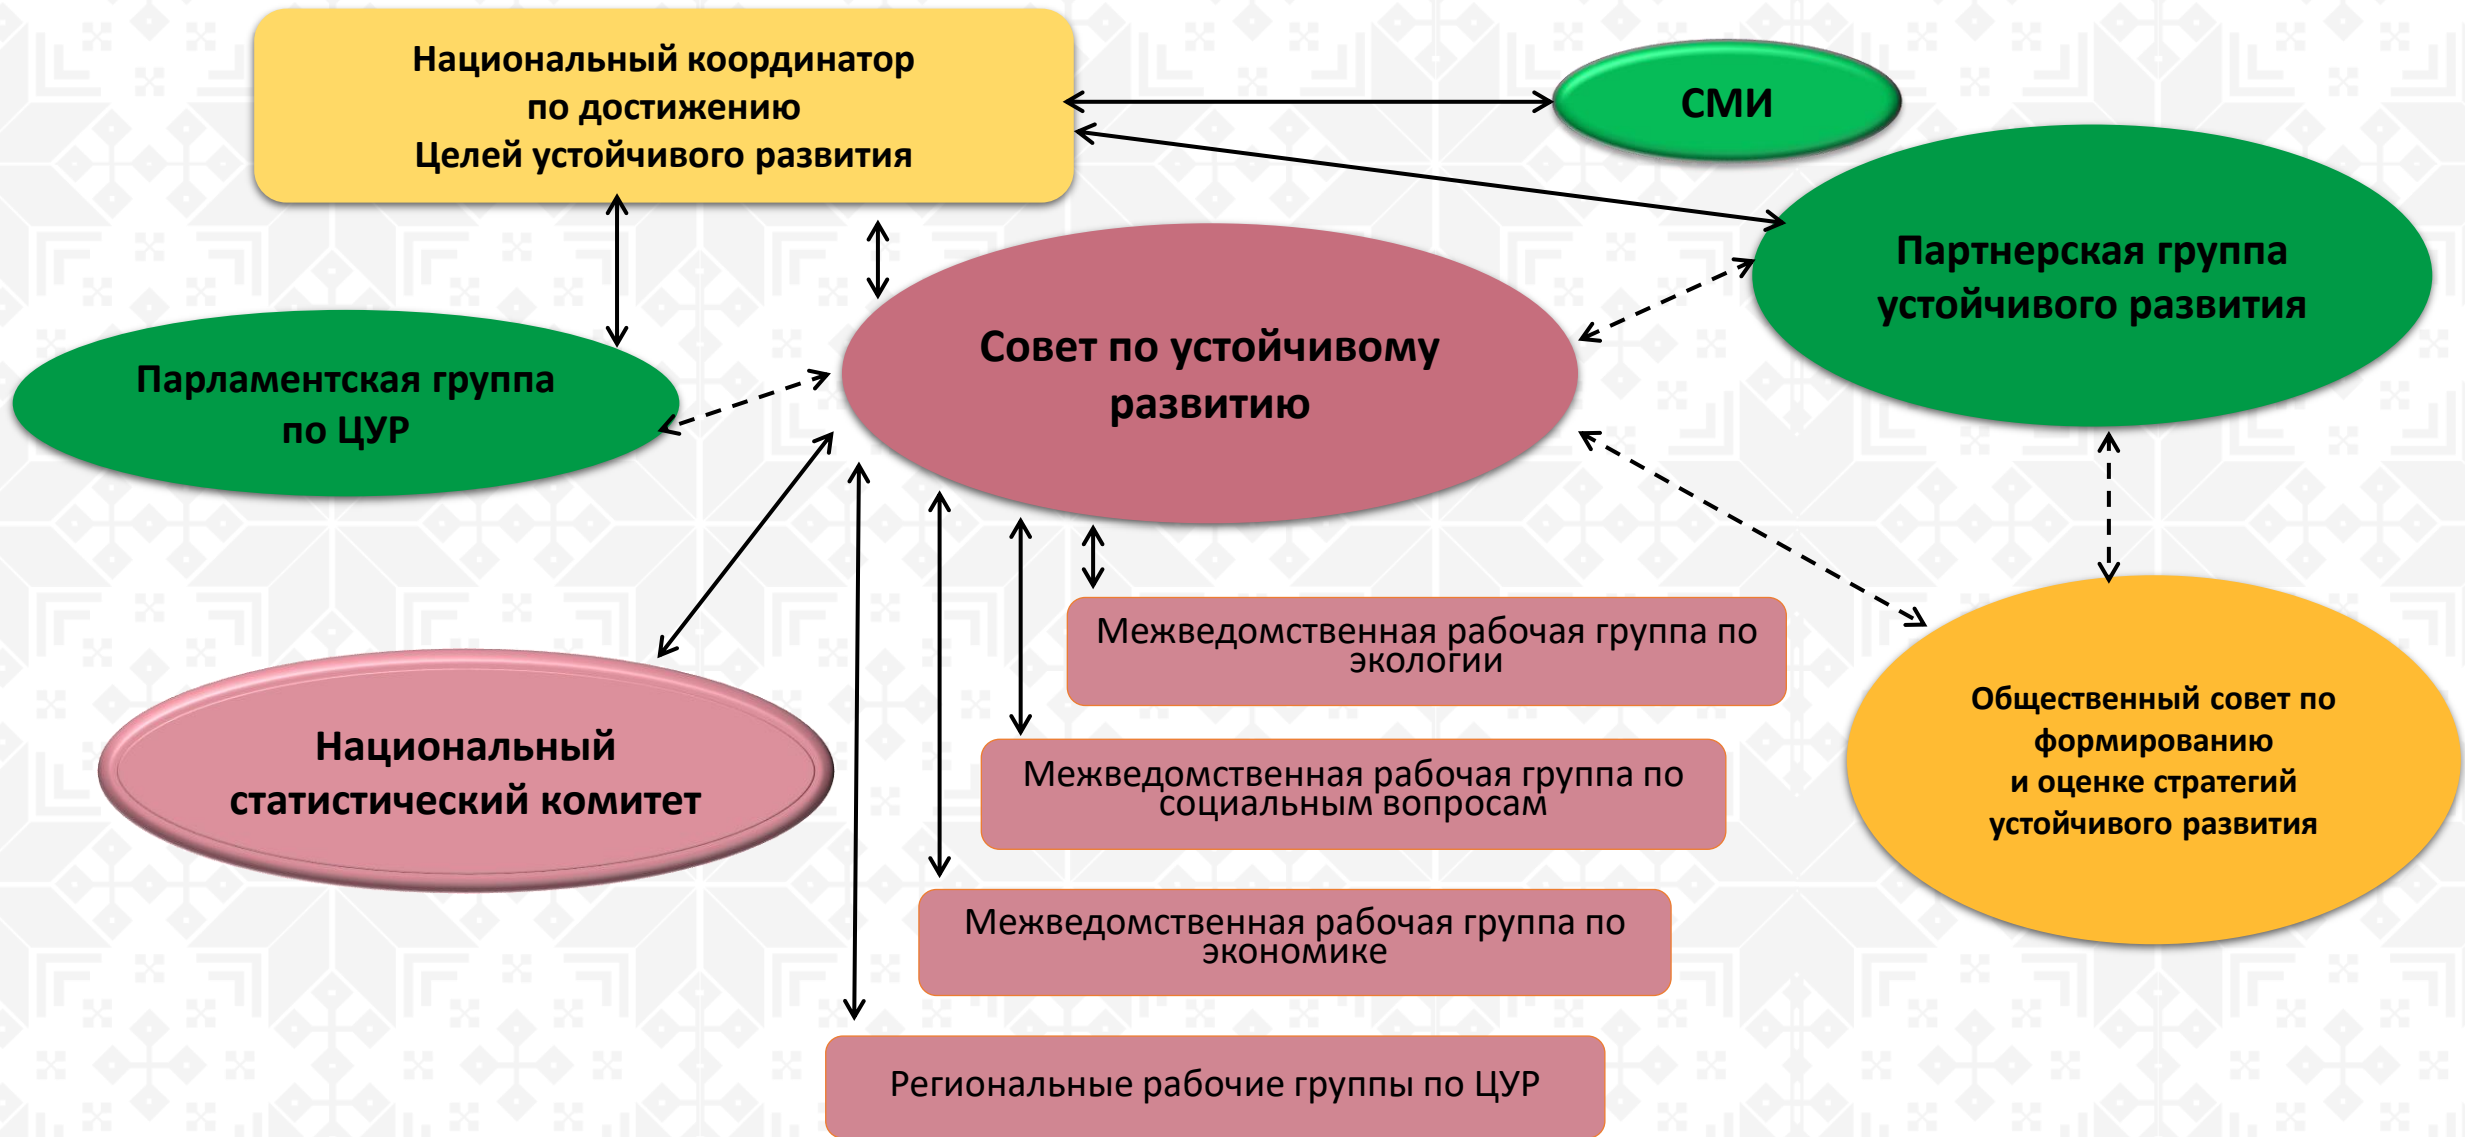 Национальный координатор
по достижению
Целей устойчивого развития
СМИ
Партнерская группа
устойчивого развития
Совет по устойчивому
развитию
Парламентская группа
по ЦУР
Межведомственная рабочая группа по
экологии
Национальный
статистический комитет
Общественный совет по
формированию
и оценке стратегий
устойчивого развития
Межведомственная рабочая группа по
социальным вопросам
Межведомственная рабочая группа по
экономике
Региональные рабочие группы по ЦУР